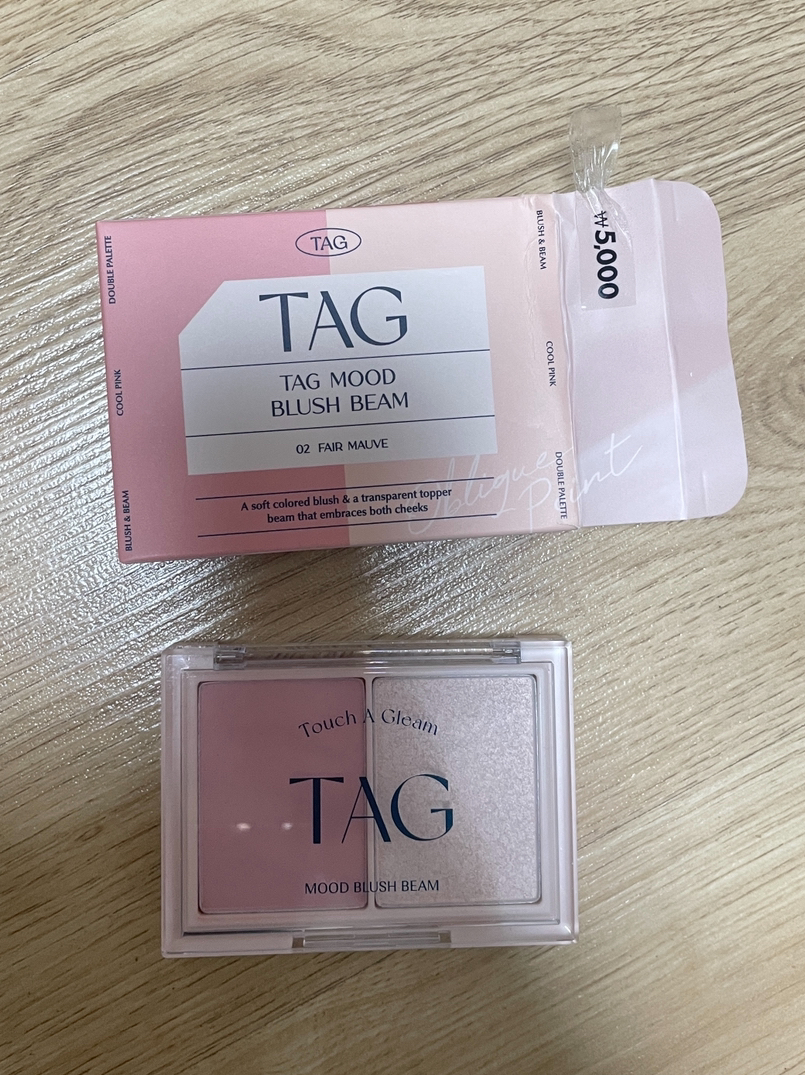 TAG
TAG
TAG MOOD
BLUSH BEAM
02 FAIR MAUVE
A soft colored blush & a transparent topper
beam that embraces both cheeks
Oblique Point
DOUBLE PALETTE
COOL PINK
BLUSH & BEAM
BLUSH & BEAM
COOL PINK
DOUBLE PALETTE
₩5,000
Touch A Gleam
TAG
MOOD BLUSH BEAM